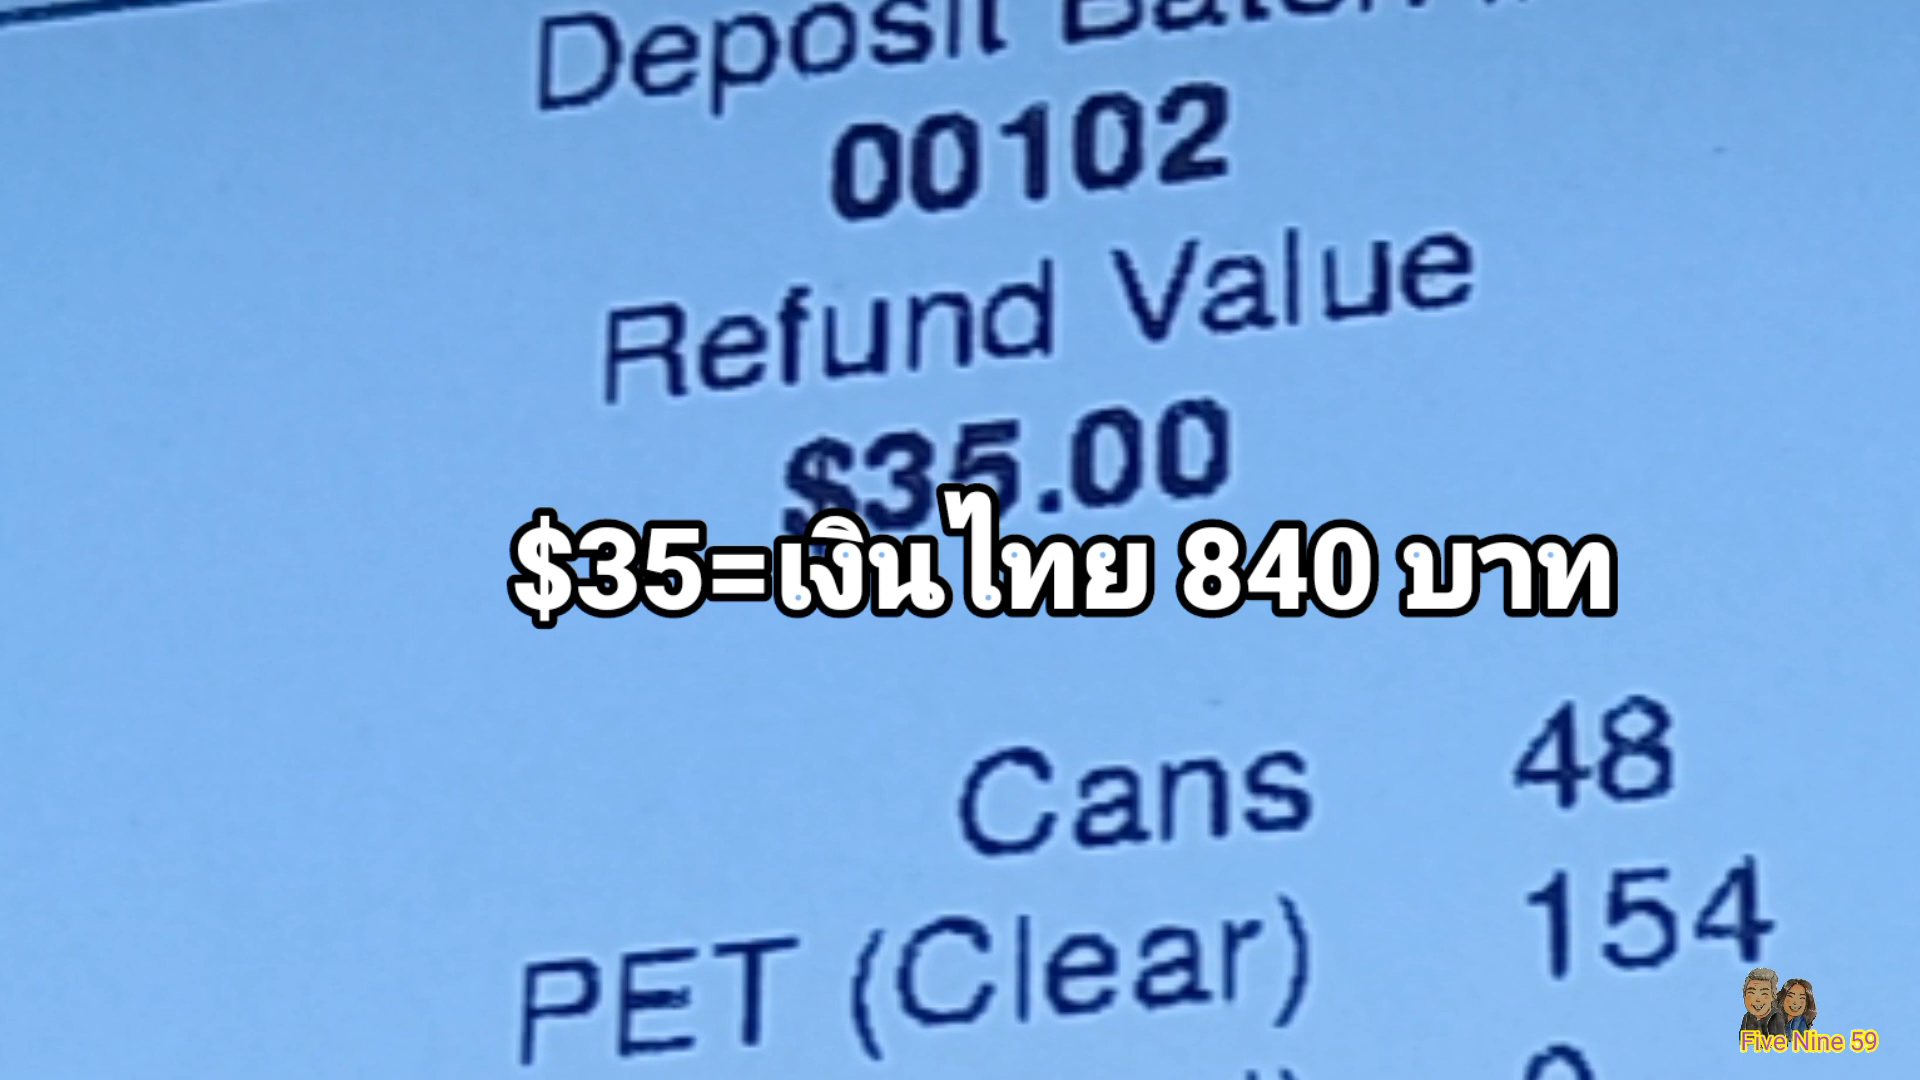 Deposit Batch
00102
Refund Value
$35.00
$35=เงินไทย 840 บาท
Cans 48
PET (Clear) 154
Five Nine 59